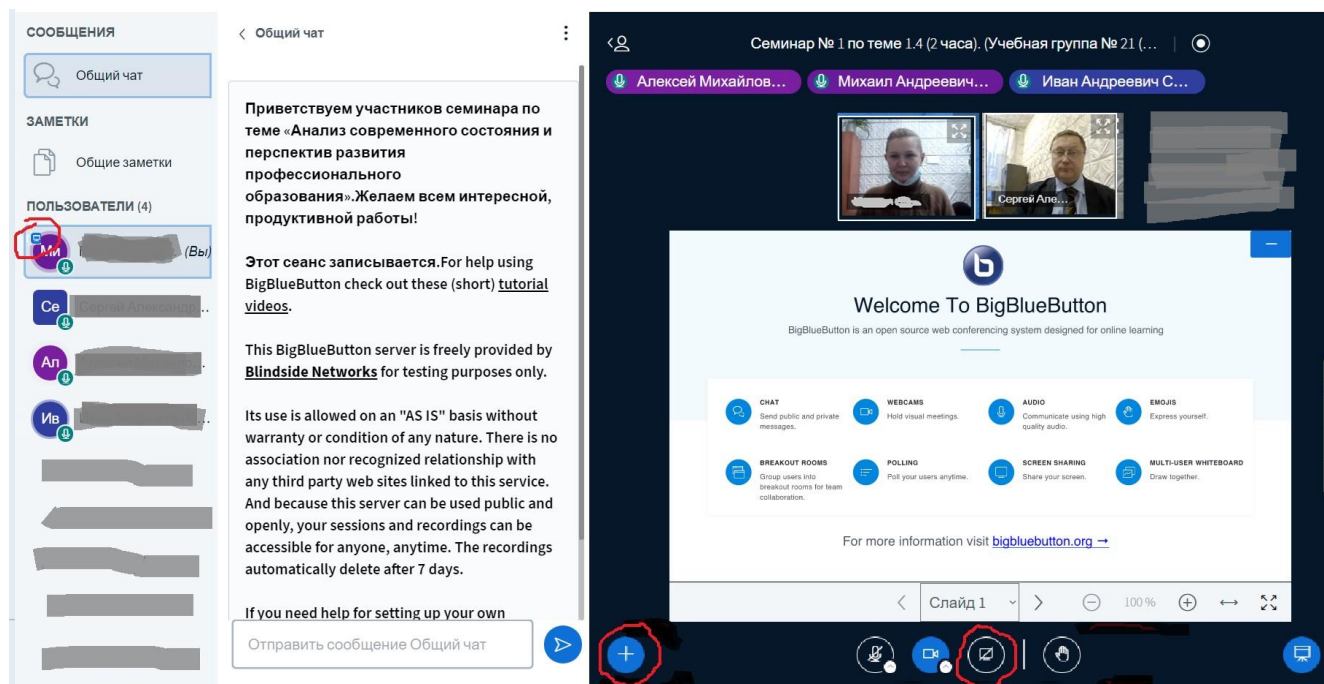 СООБЩЕНИЯ
Общий чат
ЗАМЕТКИ
Общие заметки
ПОЛЬЗОВАТЕЛИ (4)
Ми
(Вы)
Се
Сергей Александр...
Ап
Ив
Общий чат
Приветствуем участников семинара по
теме «Анализ современного состояния и
перспектив развития
профессионального
образования».Желаем всем интересной,
продуктивной работы!
Этот сеанс записывается.For help using
BigBlueButton check out these (short) tutorial
videos.
This BigBlueButton server is freely provided by
Blindside Networks for testing purposes only.
Its use is allowed on an "AS IS" basis without
warranty or condition of any nature. There is no
association nor recognized relationship with
any third party web sites linked to this service.
And because this server can be used public and
openly, your sessions and recordings can be
accessible for anyone, anytime. The recordings
automatically delete after 7 days.
If you need help for setting up your own
Отправить сообщение Общий чат
Семинар № 1 по теме 1.4 (2 часа). (Учебная группа № 21 (...
Алексей Михайлов...
Михаил Андреевич...
Иван Андреевич С...
Сергей Але...
Welcome To BigBlueButton
BigBlueButton is an open source web conferencing system designed for online learning
CHAT
Send public and private
messages.
WEBCAMS
Hold visual meetings.
AUDIO
Communicate using high
quality audio.
EMOJIS
Express yourself.
BREAKOUT ROOMS
Group users into
breakout rooms for team
collaboration.
POLLING
Poll your users anytime.
SCREEN SHARING
Share your screen.
MULTI-USER WHITEBOARD
Draw together.
For more information visit bigbluebutton.org →
Слайд 1
100 %